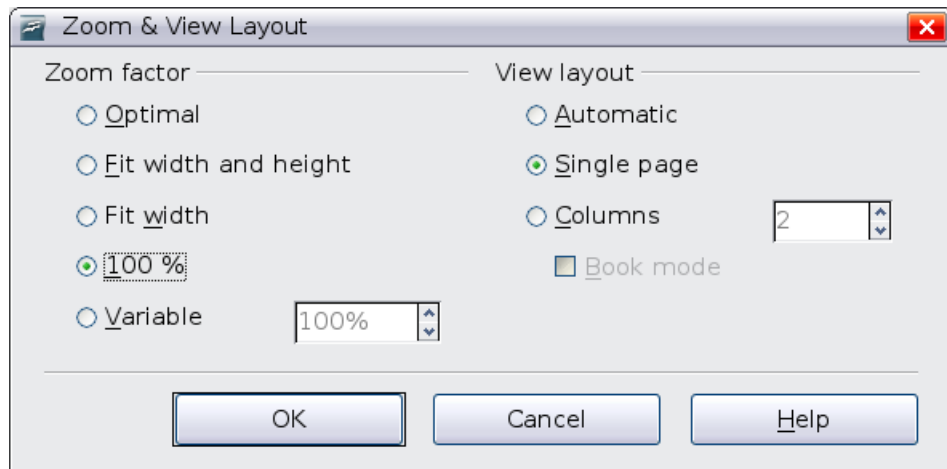 Zoom & View Layout
Zoom factor
Optimal
Fit width and height
Fit width
100 %
Variable 100%
View layout
Automatic
Single page
Columns 2
Book mode
OK Cancel Help